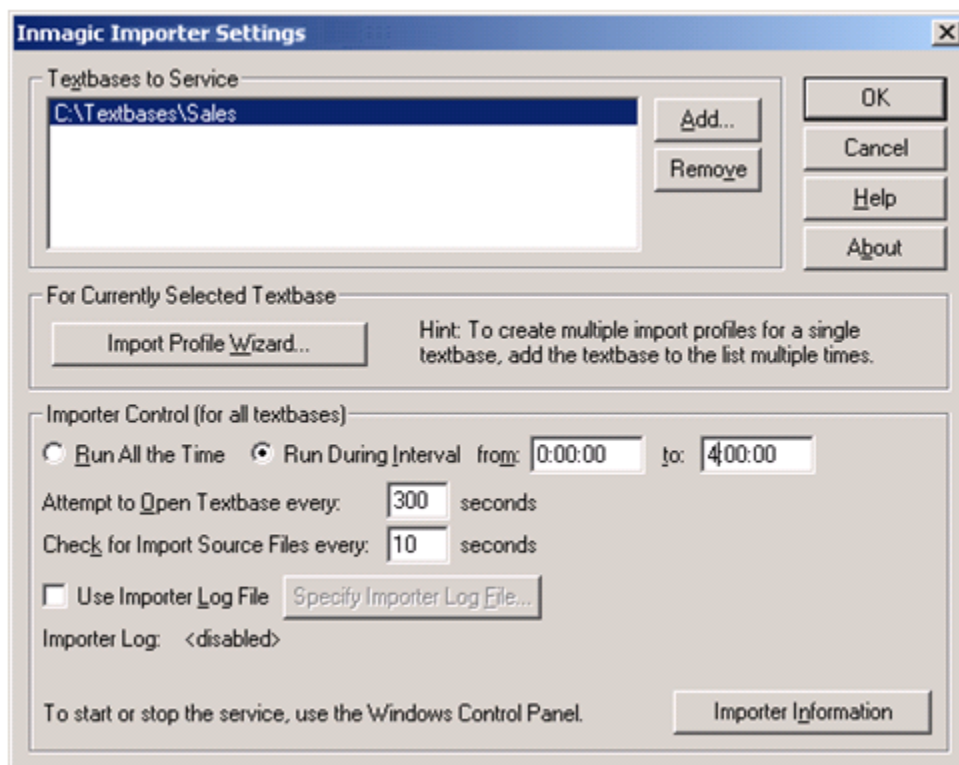 Inmagic Importer Settings
Textbases to Service
C:\Textbases\Sales
Add...
Remove
OK
Cancel
Help
About
For Currently Selected Textbase
Import Profile Wizard...
Hint: To create multiple import profiles for a single
textbase, add the textbase to the list multiple times.
Importer Control (for all textbases)
Run All the Time Run During Interval from: 0:00:00 to: 4:00:00
Attempt to Open Textbase every: 300 seconds
Check for Import Source Files every: 10 seconds
Use Importer Log File Specify Importer Log File...
Importer Log: <disabled>
To start or stop the service, use the Windows Control Panel. Importer Information